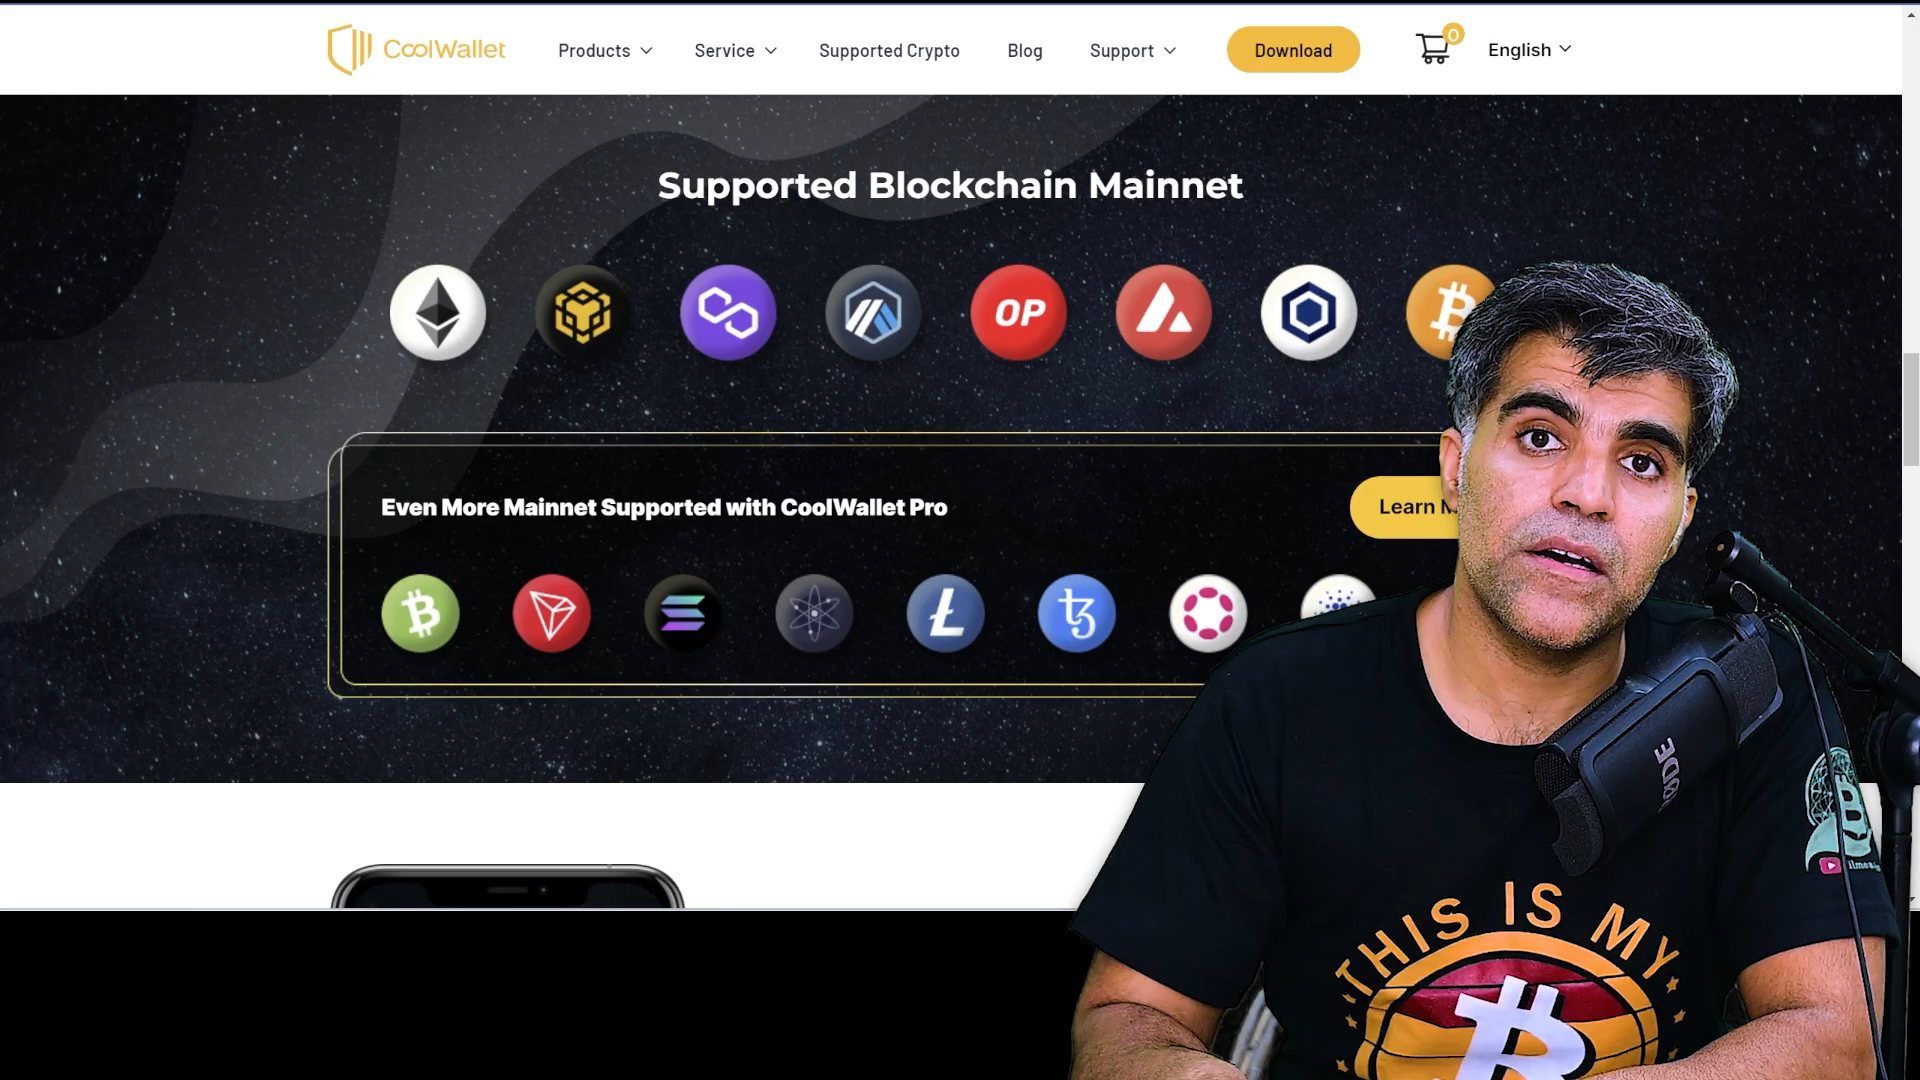 CoolWallet
Products
Service
Supported Crypto
Blog
Support
Download
0
English
Supported Blockchain Mainnet
OP
Even More Mainnet Supported with CoolWallet Pro
Learn
THIS IS MY